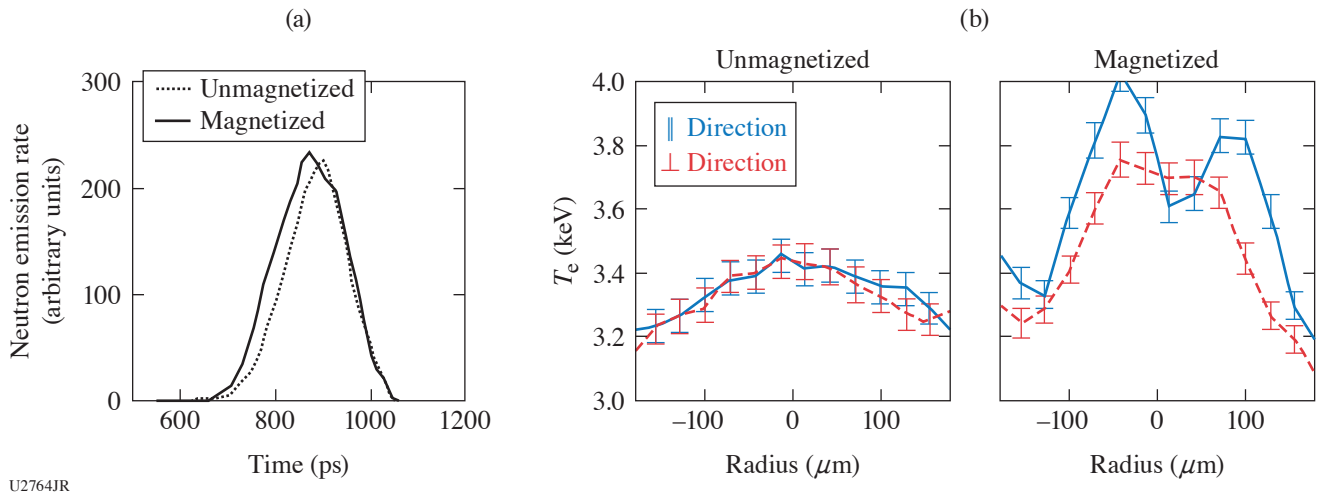 (a)
(b)
Neutron emission rate
(arbitrary units)
300
200
100
0
Unmagnetized
Magnetized
600
800
1000
1200
Time (ps)
Unmagnetized
T_e (keV)
4.0
3.8
3.6
3.4
3.2
3.0
∥ Direction
⊥ Direction
–100
0
100
Radius (μm)
Magnetized
–100
0
100
Radius (μm)
U2764JR